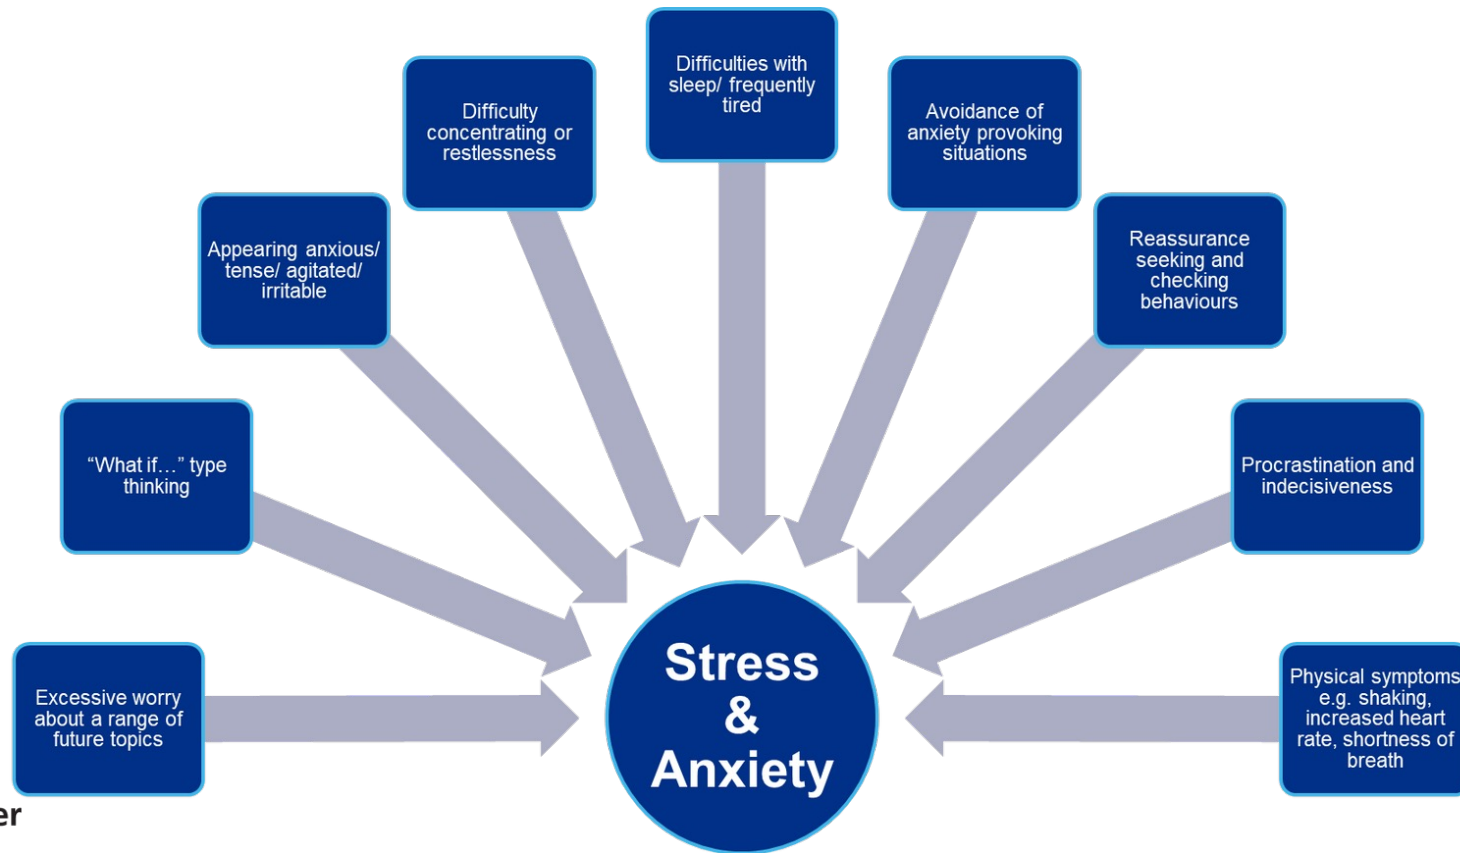 Excessive worry
about a range of
future topics
“What if…” type
thinking
Appearing anxious/
tense/ agitated/
irritable
Difficulty
concentrating or
restlessness
Difficulties with
sleep/ frequently
tired
Avoidance of
anxiety provoking
situations
Reassurance
seeking and
checking
behaviours
Procrastination and
indecisiveness
Physical symptoms
e.g. shaking,
increased heart
rate, shortness of
breath
Stress
&
Anxiety
er